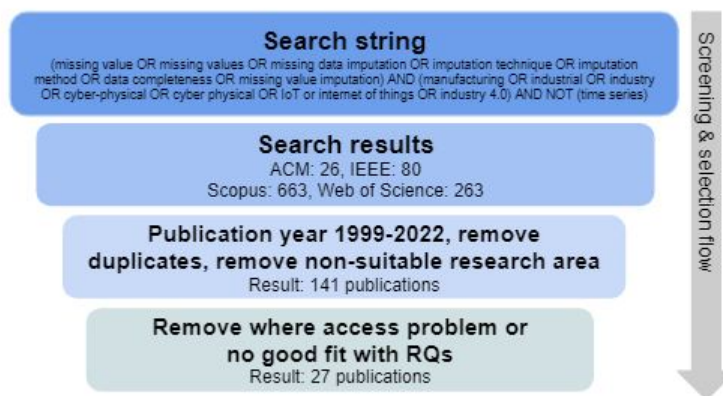 Search string
(missing value OR missing values OR missing data imputation OR imputation technique OR imputation
method OR data completeness OR missing value imputation) AND (manufacturing OR industrial OR industry
OR cyber-physical OR cyber physical OR IoT or internet of things OR industry 4.0) AND NOT (time series)
Search results
ACM: 26, IEEE: 80
Scopus: 663, Web of Science: 263
Publication year 1999-2022, remove
duplicates, remove non-suitable research area
Result: 141 publications
Remove where access problem or
no good fit with RQs
Result: 27 publications
Screening & selection flow